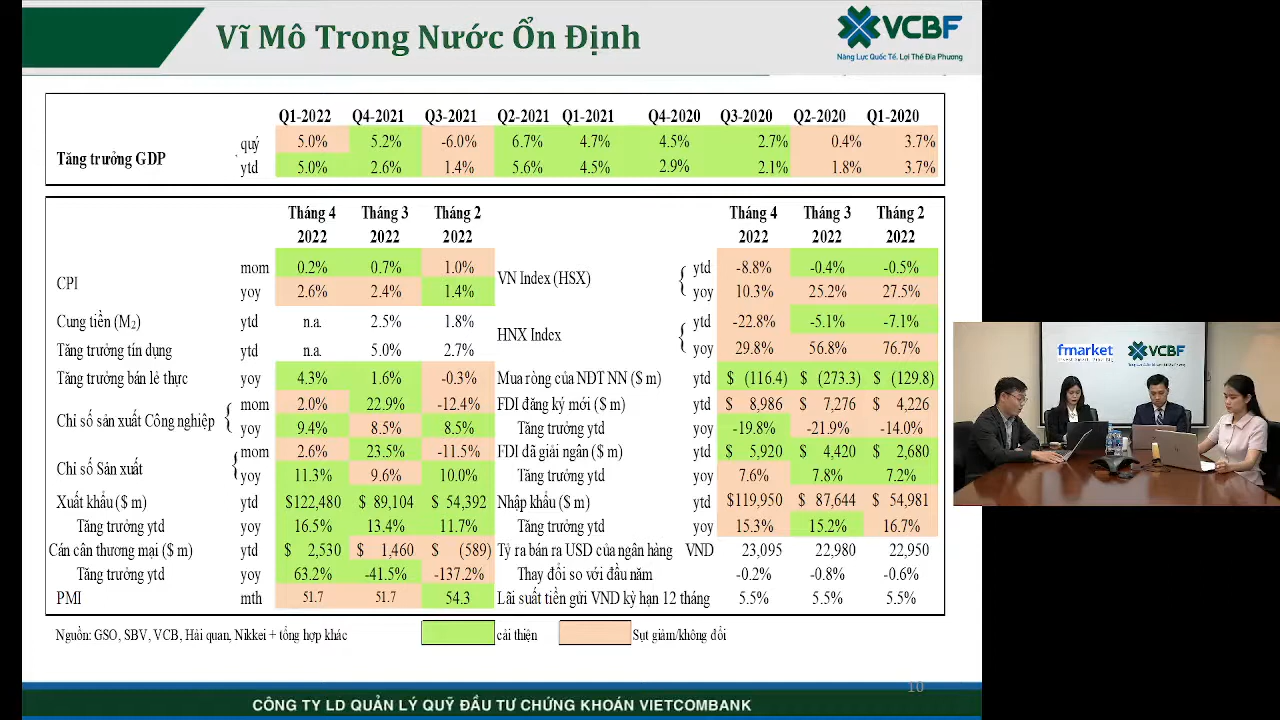 Vĩ Mô Trong Nước Ổn Định
VCBF
Năng Lực Quốc Tế. Lợi Thế Địa Phương
Q1-2022 Q4-2021 Q3-2021 Q2-2021 Q1-2021 Q4-2020 Q3-2020 Q2-2020 Q1-2020
Tăng trưởng GDP
quý 5.0% 5.2% -6.0% 6.7% 4.7% 4.5% 2.7% 0.4% 3.7%
ytd 5.0% 2.6% 1.4% 5.6% 4.5% 2.9% 2.1% 1.8% 3.7%
Tháng 4 Tháng 3 Tháng 2 Tháng 4 Tháng 3 Tháng 2
2022 2022 2022 2022 2022 2022
CPI mom 0.2% 0.7% 1.0% VN Index (HSX) ytd -8.8% -0.4% -0.5%
yoy 2.6% 2.4% 1.4% yoy 10.3% 25.2% 27.5%
Cung tiền (M₂) ytd n.a. 2.5% 1.8% HNX Index ytd -22.8% -5.1% -7.1%
Tăng trưởng tín dụng ytd n.a. 5.0% 2.7% yoy 29.8% 56.8% 76.7%
Tăng trưởng bán lẻ thực yoy 4.3% 1.6% -0.3% Mua ròng của NDT NN ($ m) ytd $ (116.4) $ (273.3) $ (129.8)
Chỉ số sản xuất Công nghiệp mom 2.0% 22.9% -12.4% FDI đăng ký mới ($ m) ytd $ 8,986 $ 7,276 $ 4,226
yoy 9.4% 8.5% 8.5% Tăng trưởng ytd yoy -19.8% -21.9% -14.0%
Chỉ số Sản xuất mom 2.6% 23.5% -11.5% FDI đã giải ngân ($ m) ytd $ 5,920 $ 4,420 $ 2,680
yoy 11.3% 9.6% 10.0% Tăng trưởng ytd yoy 7.6% 7.8% 7.2%
Xuất khẩu ($ m) ytd $122,480 $ 89,104 $ 54,392 Nhập khẩu ($ m) ytd $119,950 $ 87,644 $ 54,981
Tăng trưởng ytd yoy 16.5% 13.4% 11.7% Tăng trưởng ytd yoy 15.3% 15.2% 16.7%
Cán cân thương mại ($ m) ytd $ 2,530 $ 1,460 $ (589) Tỷ ra bán ra USD của ngân hàng VND 23,095 22,980 22,950
Tăng trưởng ytd yoy 63.2% -41.5% -137.2% Thay đổi so với đầu năm -0.2% -0.8% -0.6%
PMI mth 51.7 51.7 54.3 Lãi suất tiền gửi VND kỳ hạn 12 tháng 5.5% 5.5% 5.5%
Nguồn: GSO, SBV, VCB, Hải quan, Nikkei + tổng hợp khác cải thiện Sụt giảm/không đổi
10
CÔNG TY LD QUẢN LÝ QUỸ ĐẦU TƯ CHỨNG KHOÁN VIETCOMBANK
fmarket VCBF